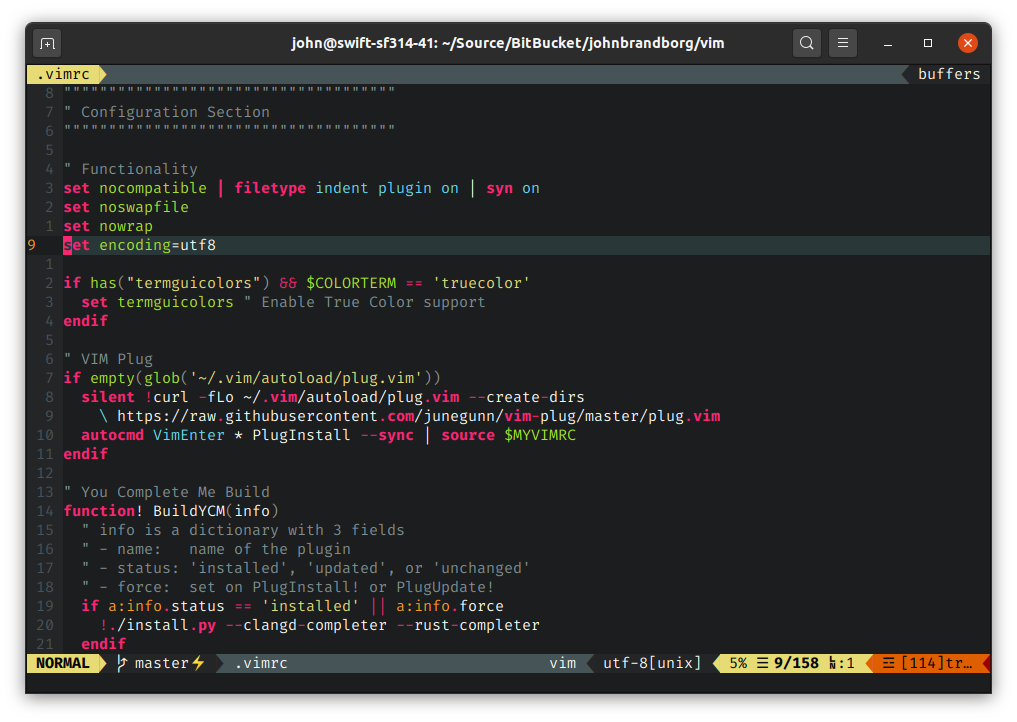 john@swift-sf314-41: ~/Source/BitBucket/johnbrandborg/vim
.vimrc buffers
8 """""""""""""""""""""""""""""""""""""
7 " Configuration Section
6 """""""""""""""""""""""""""""""""""""
5
4 " Functionality
3 set nocompatible | filetype indent plugin on | syn on
2 set noswapfile
1 set nowrap
9 set encoding=utf8
1
2 if has("termguicolors") && $COLORTERM == 'truecolor'
3   set termguicolors " Enable True Color support
4 endif
5
6 " VIM Plug
7 if empty(glob('~/.vim/autoload/plug.vim'))
8   silent !curl -fLo ~/.vim/autoload/plug.vim --create-dirs
9     \ https://raw.githubusercontent.com/junegunn/vim-plug/master/plug.vim
10   autocmd VimEnter * PlugInstall --sync | source $MYVIMRC
11 endif
12
13 " You Complete Me Build
14 function! BuildYCM(info)
15   " info is a dictionary with 3 fields
16   " - name:   name of the plugin
17   " - status: 'installed', 'updated', or 'unchanged'
18   " - force:  set on PlugInstall! or PlugUpdate!
19   if a:info.status == 'installed' || a:info.force
20     !./install.py --clangd-completer --rust-completer
21   endif
NORMAL master⚡ .vimrc vim utf-8[unix] 5% ☰ 9/158 ㏑:1 ☲ [114]tr…